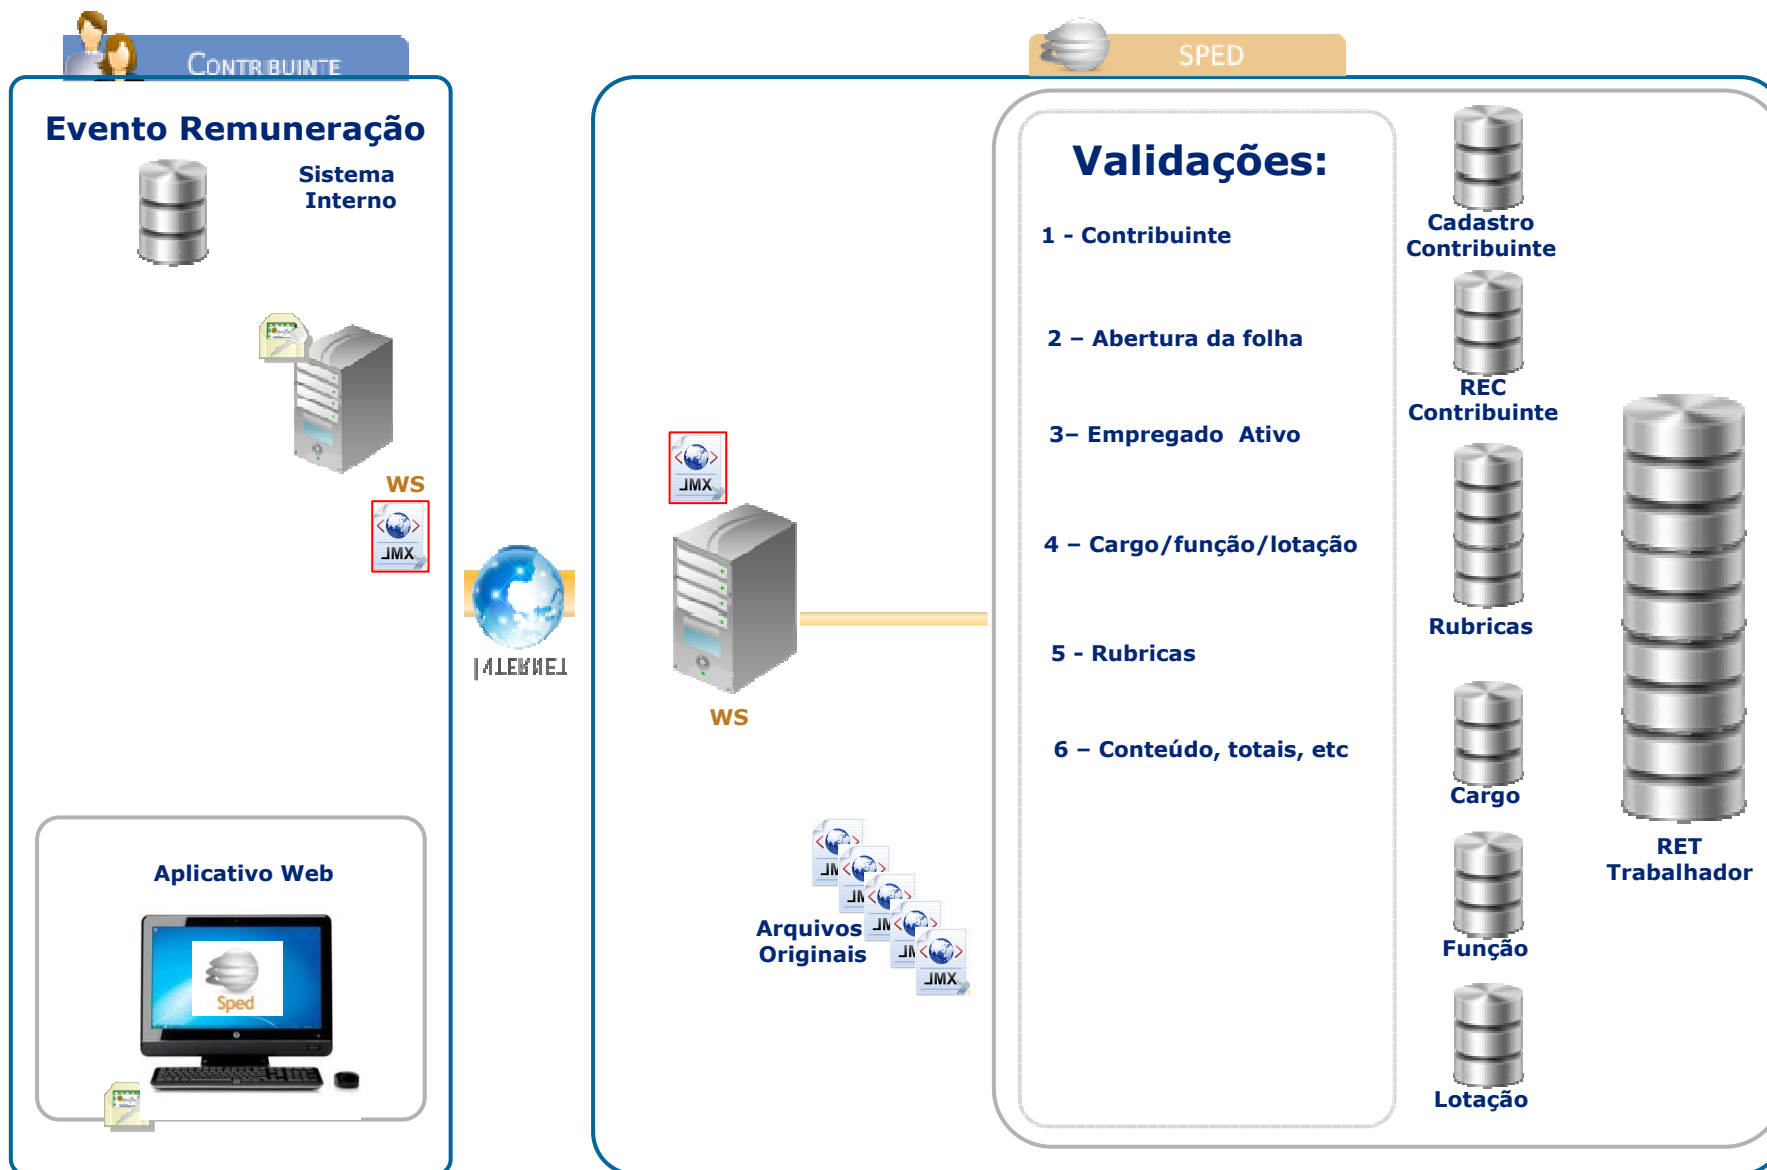 CONTRIBUINTE
Evento Remuneração
Sistema
Interno
WS
XML
Aplicativo Web
Sped
INTERNET
SPED
XML
WS
Arquivos
Originais
XML
Validações:
1 - Contribuinte
2 – Abertura da folha
3– Empregado Ativo
4 – Cargo/função/lotação
5 - Rubricas
6 – Conteúdo, totais, etc
Cadastro
Contribuinte
REC
Contribuinte
Rubricas
Cargo
Função
Lotação
RET
Trabalhador